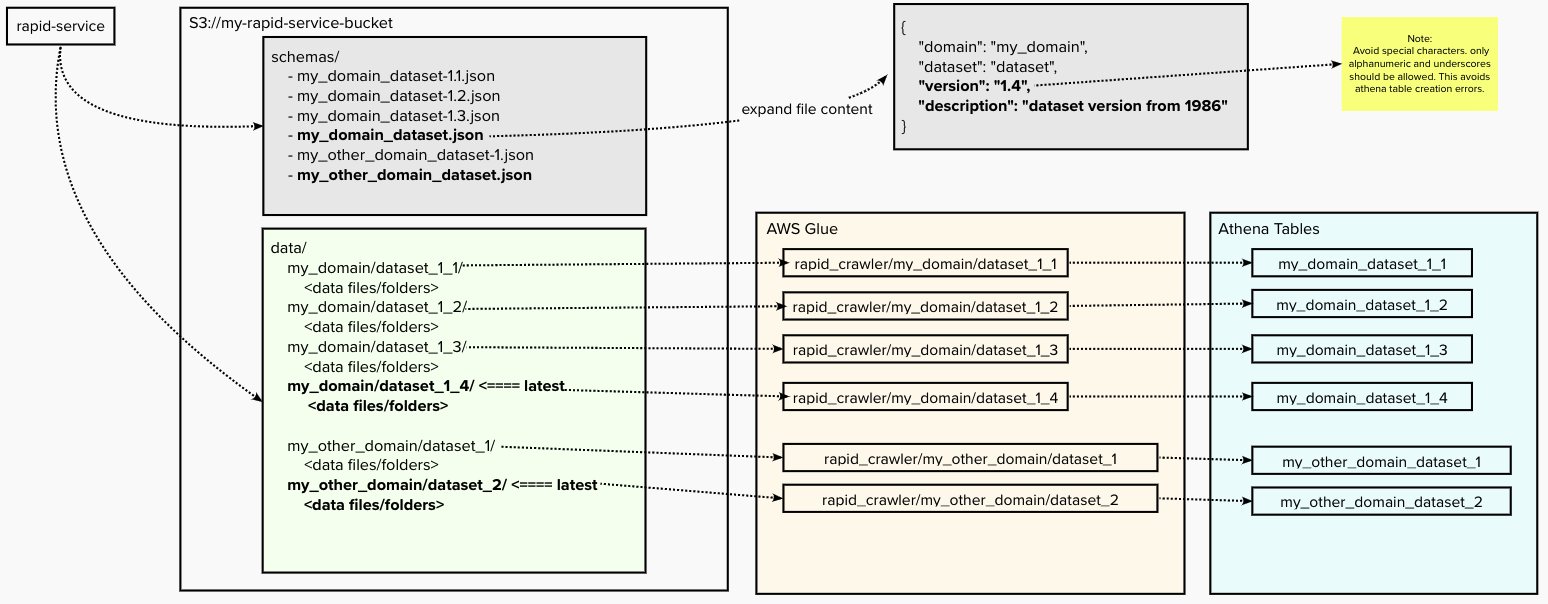 rapid-service
S3://my-rapid-service-bucket
schemas/
- my_domain_dataset-1.1.json
- my_domain_dataset-1.2.json
- my_domain_dataset-1.3.json
- my_domain_dataset.json
- my_other_domain_dataset-1.json
- my_other_domain_dataset.json
expand file content
{
"domain": "my_domain",
"dataset": "dataset",
"version": "1.4",
"description": "dataset version from 1986"
}
Note:
Avoid special characters. only
alphanumeric and underscores
should be allowed. This avoids
athena table creation errors.
data/
my_domain/dataset_1_1/
<data files/folders>
my_domain/dataset_1_2/
<data files/folders>
my_domain/dataset_1_3/
<data files/folders>
my_domain/dataset_1_4/ <==== latest
<data files/folders>
my_other_domain/dataset_1/
<data files/folders>
my_other_domain/dataset_2/ <==== latest
<data files/folders>
AWS Glue
rapid_crawler/my_domain/dataset_1_1
rapid_crawler/my_domain/dataset_1_2
rapid_crawler/my_domain/dataset_1_3
rapid_crawler/my_domain/dataset_1_4
rapid_crawler/my_other_domain/dataset_1
rapid_crawler/my_other_domain/dataset_2
Athena Tables
my_domain_dataset_1_1
my_domain_dataset_1_2
my_domain_dataset_1_3
my_domain_dataset_1_4
my_other_domain_dataset_1
my_other_domain_dataset_2